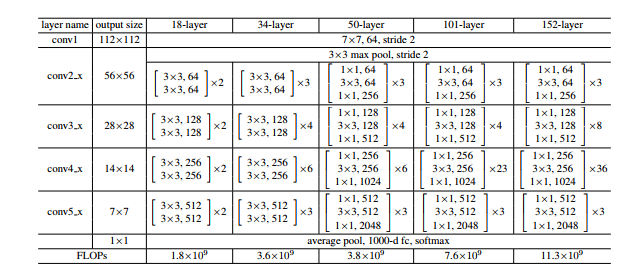 layer name output size 18-layer 34-layer 50-layer 101-layer 152-layer
conv1 112×112 7×7, 64, stride 2
3×3 max pool, stride 2
conv2_x 56×56 [3×3, 64 3×3, 64]×2 [3×3, 64 3×3, 64]×3 [1×1, 64 3×3, 64 1×1, 256]×3 [1×1, 64 3×3, 64 1×1, 256]×3 [1×1, 64 3×3, 64 1×1, 256]×3
conv3_x 28×28 [3×3, 128 3×3, 128]×2 [3×3, 128 3×3, 128]×4 [1×1, 128 3×3, 128 1×1, 512]×4 [1×1, 128 3×3, 128 1×1, 512]×4 [1×1, 128 3×3, 128 1×1, 512]×8
conv4_x 14×14 [3×3, 256 3×3, 256]×2 [3×3, 256 3×3, 256]×6 [1×1, 256 3×3, 256 1×1, 1024]×6 [1×1, 256 3×3, 256 1×1, 1024]×23 [1×1, 256 3×3, 256 1×1, 1024]×36
conv5_x 7×7 [3×3, 512 3×3, 512]×2 [3×3, 512 3×3, 512]×3 [1×1, 512 3×3, 512 1×1, 2048]×3 [1×1, 512 3×3, 512 1×1, 2048]×3 [1×1, 512 3×3, 512 1×1, 2048]×3
1×1 average pool, 1000-d fc, softmax
FLOPs 1.8×10⁹ 3.6×10⁹ 3.8×10⁹ 7.6×10⁹ 11.3×10⁹